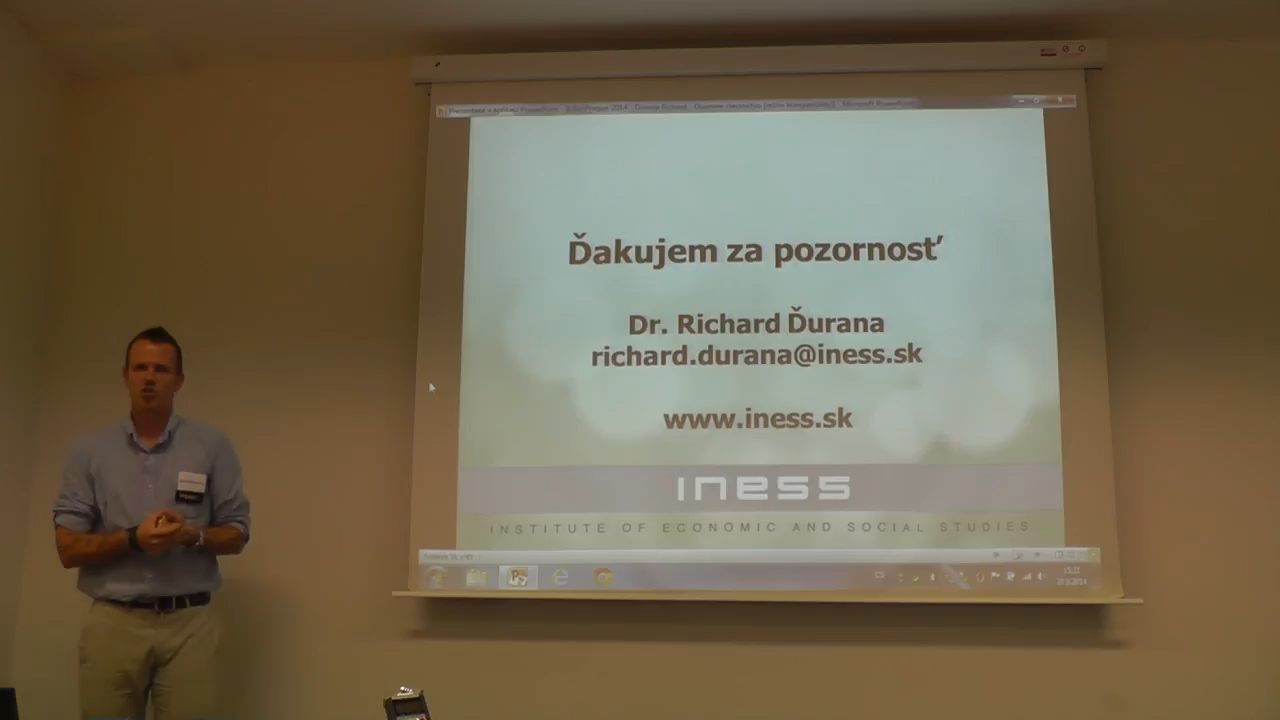 Ďakujem za pozornosť
Dr. Richard Ďurana
richard.durana@iness.sk
www.iness.sk
iness
INSTITUTE OF ECONOMIC AND SOCIAL STUDIES